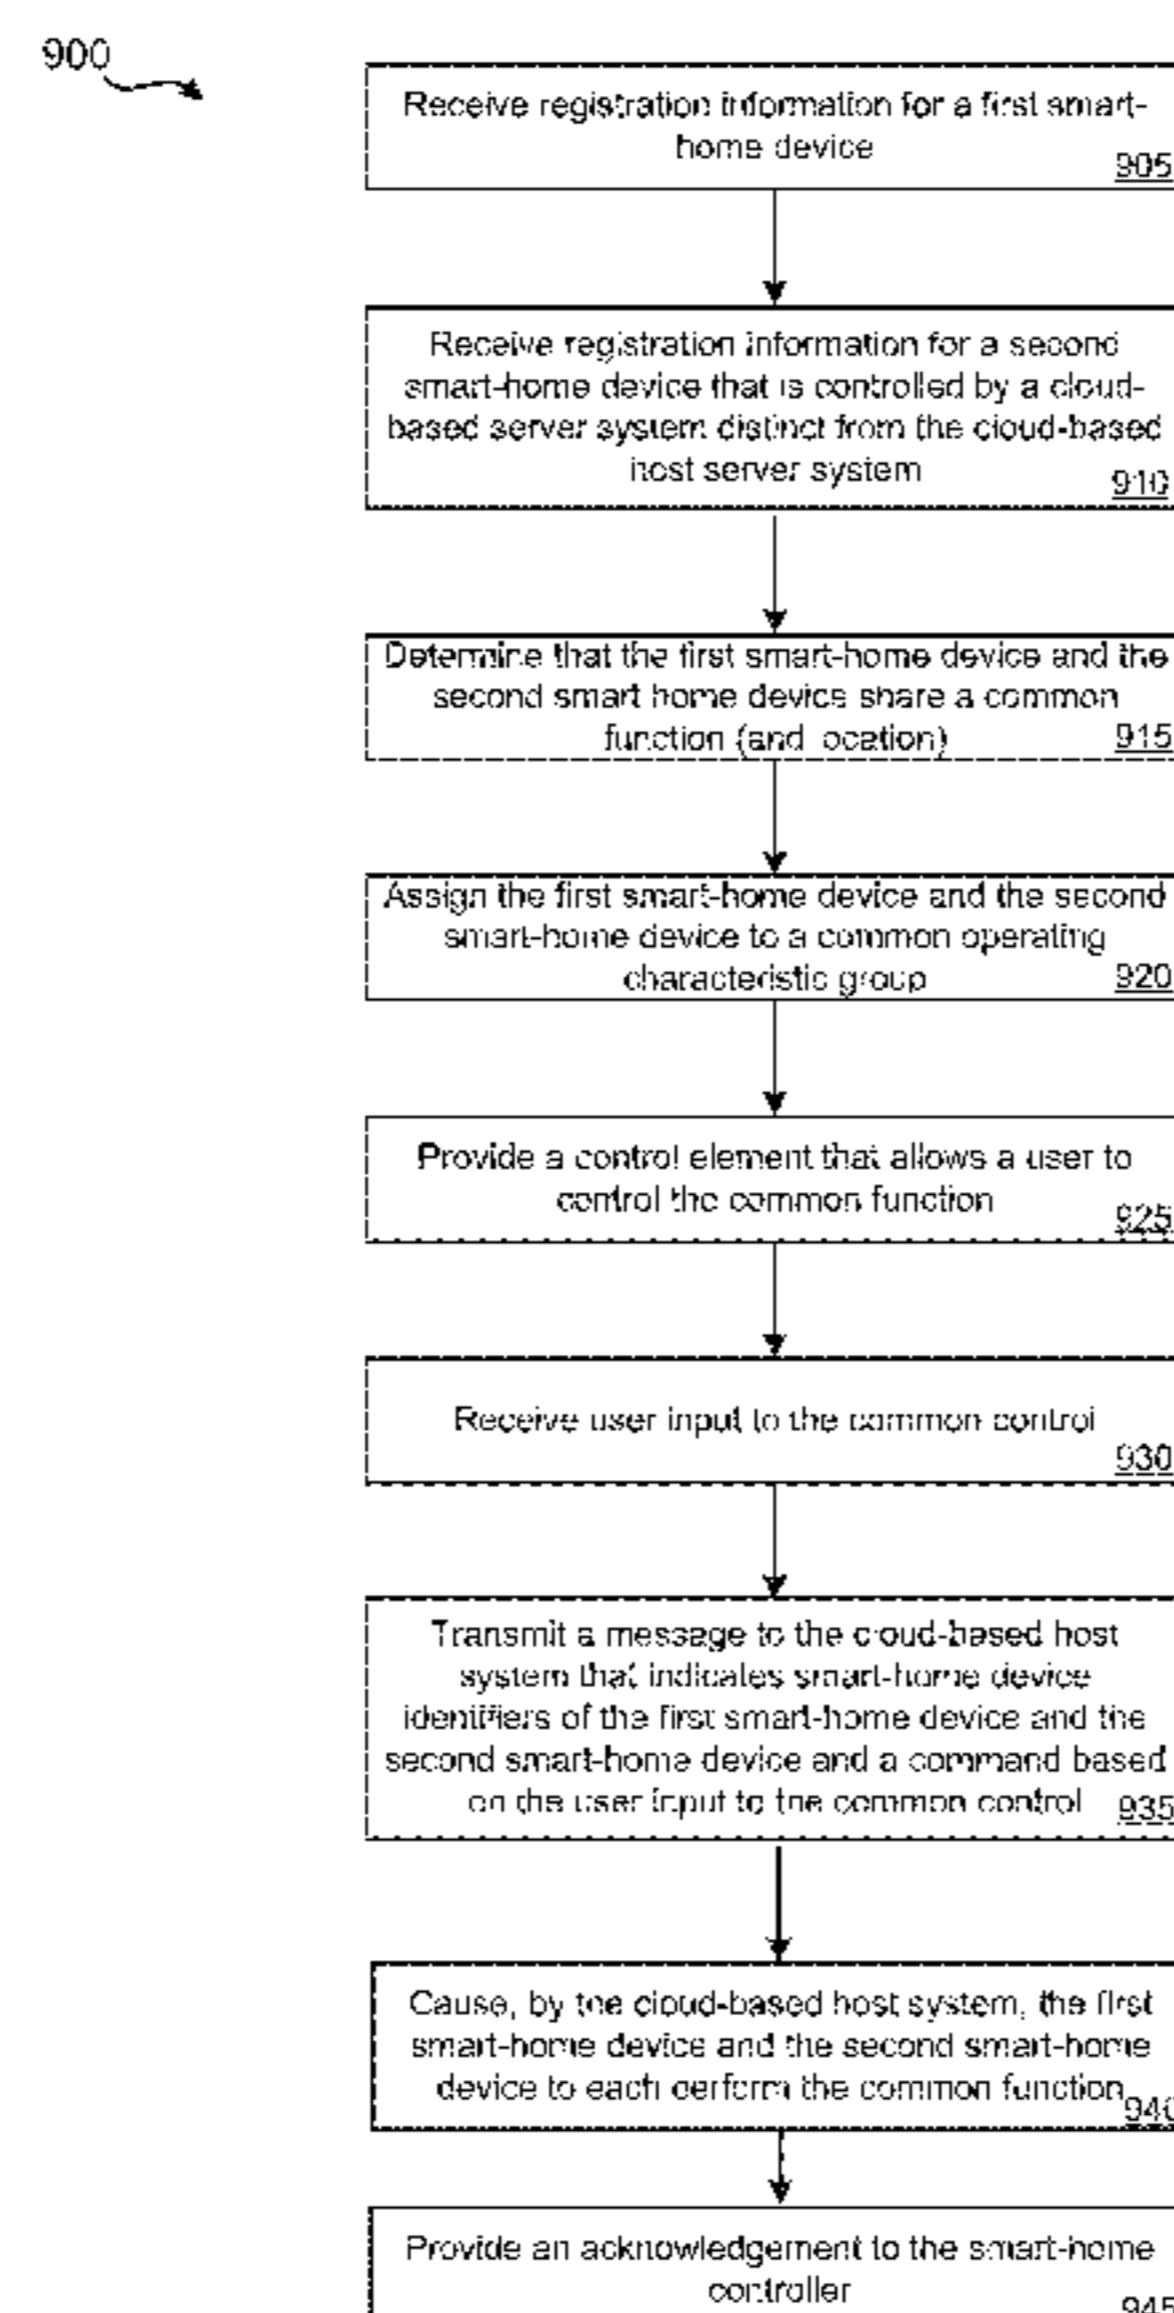 900
Receive registration information for a first smart-
home device
905
Receive registration information for a second
smart-home device that is controlled by a cloud-
based server system distinct from the cloud-based
host server system
910
Determine that the first smart-home device and the
second smart home device share a common
function (and location)
915
Assign the first smart-home device and the second
smart-home device to a common operating
characteristic group
920
Provide a control element that allows a user to
control the common function
925
Receive user input to the common control
930
Transmit a message to the cloud-based host
system that indicates smart-home device
identifiers of the first smart-home device and the
second smart-home device and a command based
on the user input to the common control
935
Cause, by the cloud-based host system, the first
smart-home device and the second smart-home
device to each perform the common function
940
Provide an acknowledgement to the smart-home
controller
945